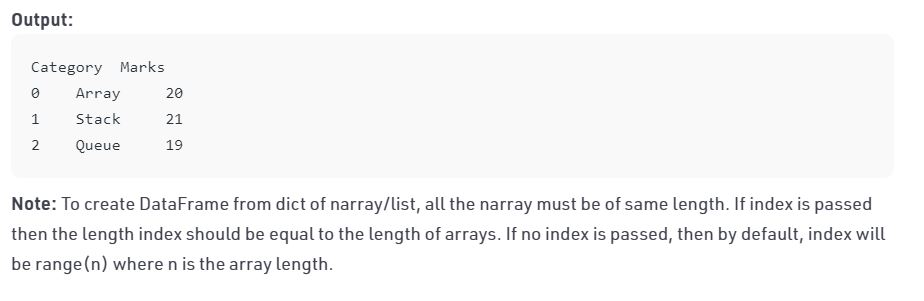 Output:
Category  Marks
0    Array     20
1    Stack     21
2    Queue     19
Note: To create DataFrame from dict of narray/list, all the narray must be of same length. If index is passed
then the length index should be equal to the length of arrays. If no index is passed, then by default, index will
be range(n) where n is the array length.